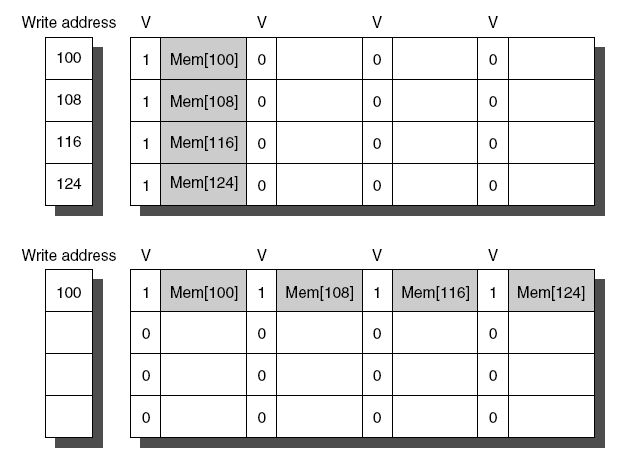 Write address V V V V
100 1 Mem[100] 0 0 0
108 1 Mem[108] 0 0 0
116 1 Mem[116] 0 0 0
124 1 Mem[124] 0 0 0
Write address V V V V
100 1 Mem[100] 1 Mem[108] 1 Mem[116] 1 Mem[124]
0 0 0 0
0 0 0 0
0 0 0 0